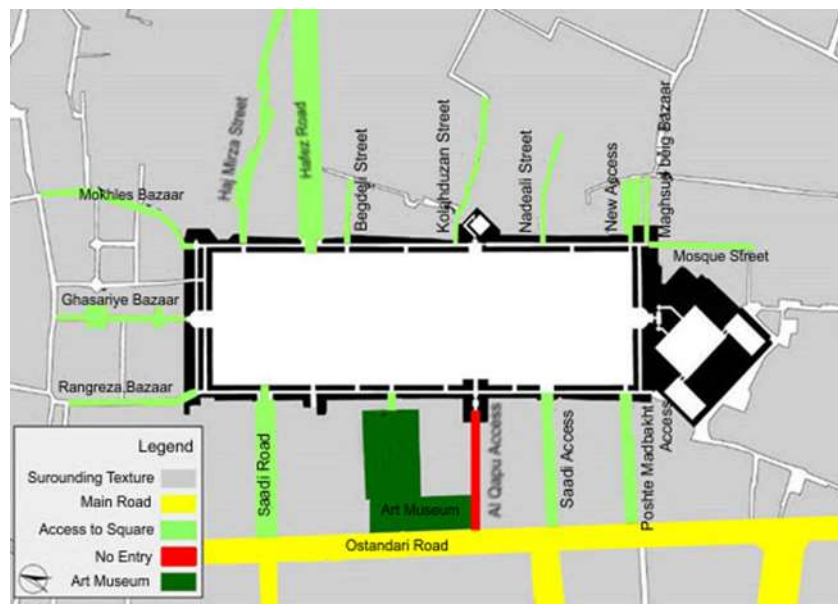 Haj Mirza Street
Hafez Road
Begdeli Street
Kolahduzan Street
Nadeali Street
New Access
Maghsud beig Bazaar
Mokhles Bazaar
Mosque Street
Ghasariye Bazaar
Rangreza Bazaar
Saadi Road
Art Museum
Al Qapu Access
Saadi Access
Poshte Madbakht
Access
Ostandari Road
Legend
Surounding Texture
Main Road
Access to Square
No Entry
Art Museum